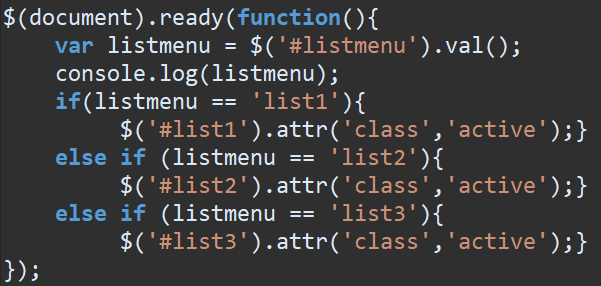 $(document).ready(function(){
    var listmenu = $('#listmenu').val();
    console.log(listmenu);
    if(listmenu == 'list1'){
         $('#list1').attr('class','active');}
    else if (listmenu == 'list2'){
         $('#list2').attr('class','active');}
    else if (listmenu == 'list3'){
         $('#list3').attr('class','active');}
});